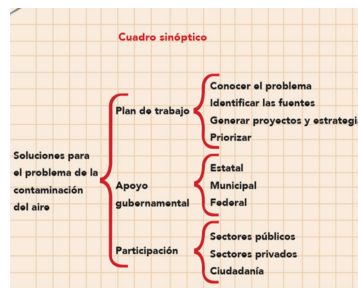 Cuadro sinóptico
Soluciones para
el problema de la
contaminación
del aire
Plan de trabajo
Conocer el problema
Identificar las fuentes
Generar proyectos y estrategi
Priorizar
Apoyo
gubernamental
Estatal
Municipal
Federal
Participación
Sectores públicos
Sectores privados
Ciudadanía